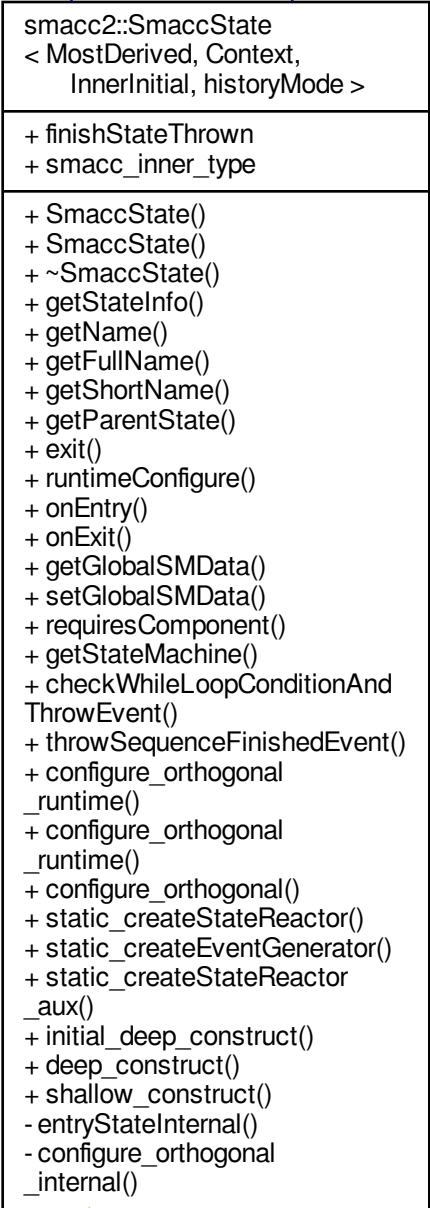 smacc2::SmaccState
< MostDerived, Context,
InnerInitial, historyMode >
+ finishStateThrown
+ smacc_inner_type
+ SmaccState()
+ SmaccState()
+ ~SmaccState()
+ getStateInfo()
+ getName()
+ getFullName()
+ getShortName()
+ getParentState()
+ exit()
+ runtimeConfigure()
+ onEntry()
+ onExit()
+ getGlobalSMData()
+ setGlobalSMData()
+ requiresComponent()
+ getStateMachine()
+ checkWhileLoopConditionAnd
ThrowEvent()
+ throwSequenceFinishedEvent()
+ configure_orthogonal
_runtime()
+ configure_orthogonal
_runtime()
+ configure_orthogonal()
+ static_createStateReactor()
+ static_createEventGenerator()
+ static_createStateReactor
_aux()
+ initial_deep_construct()
+ deep_construct()
+ shallow_construct()
- entryStateInternal()
- configure_orthogonal
_internal()